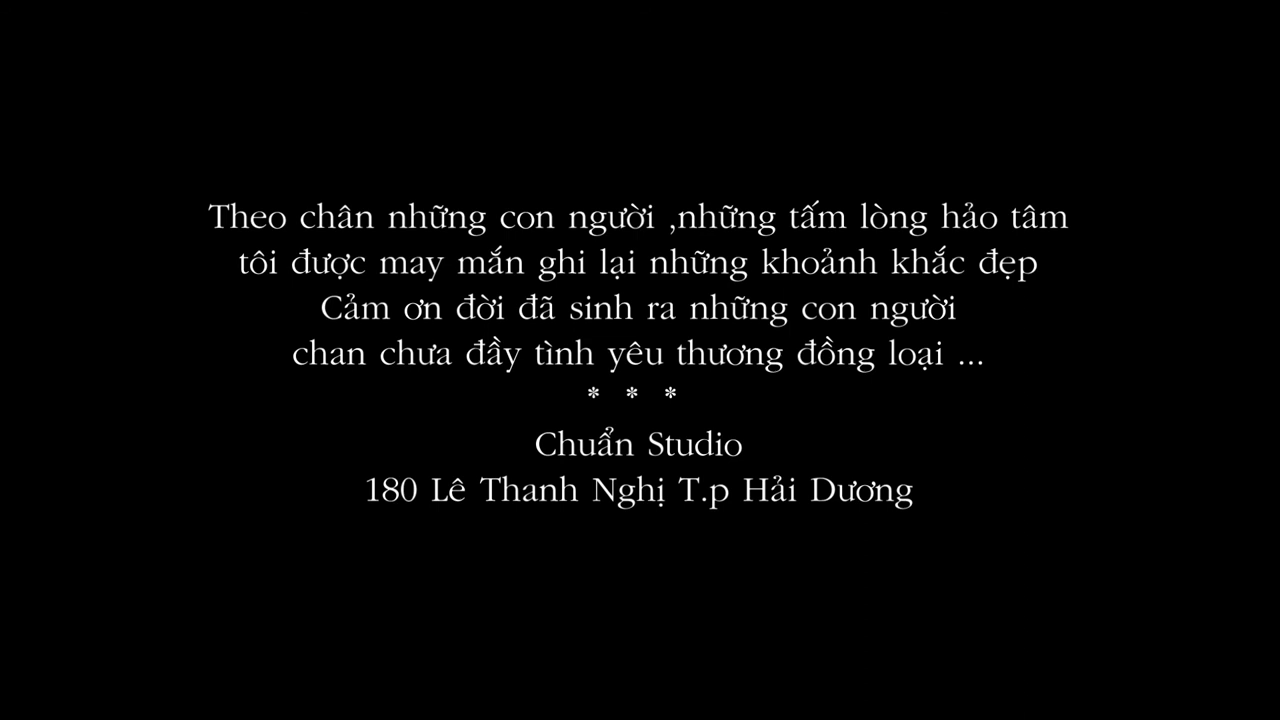 Theo chân những con người ,những tấm lòng hảo tâm
tôi được may mắn ghi lại những khoảnh khắc đẹp
Cảm ơn đời đã sinh ra những con người
chan chưa đầy tình yêu thương đồng loại ...
* * *
Chuẩn Studio
180 Lê Thanh Nghị T.p Hải Dương